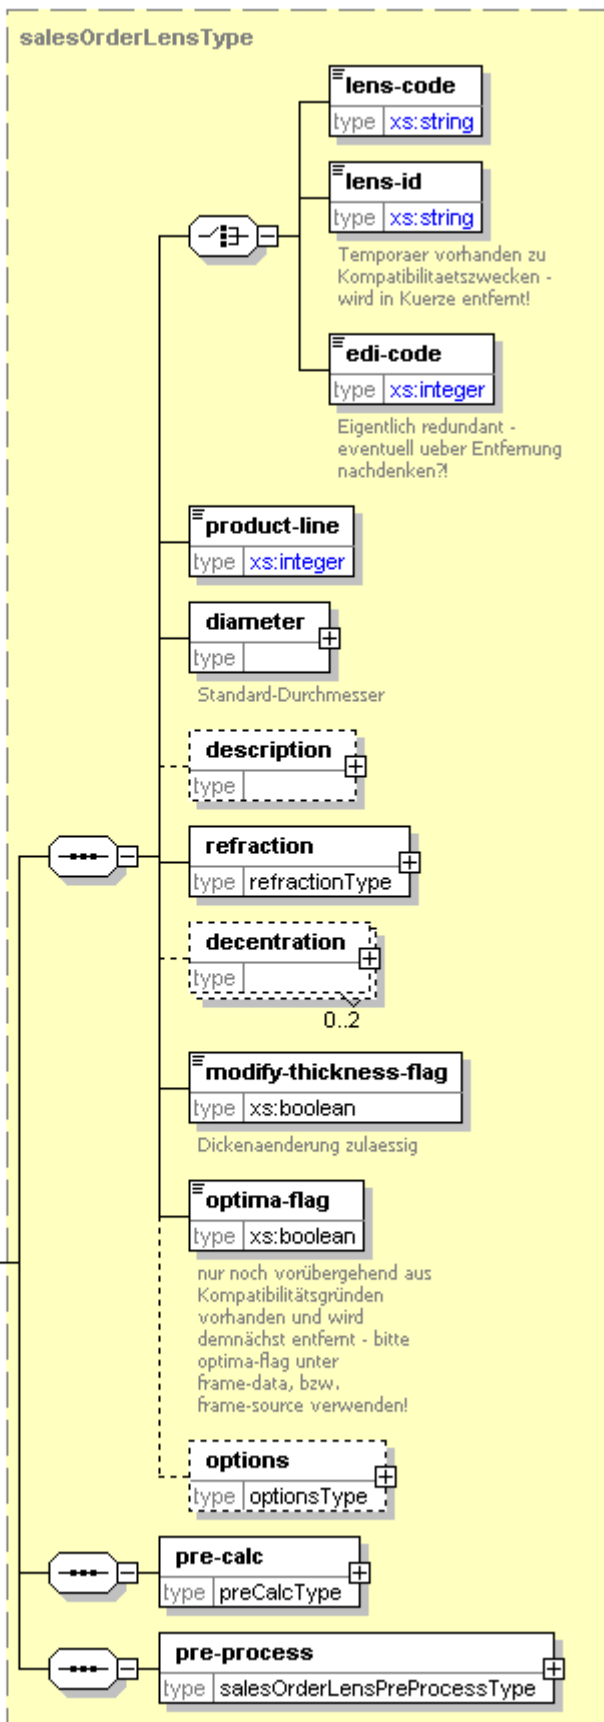 salesOrderLensType
lens-code
type xs:string
lens-id
type xs:string
Temporaer vorhanden zu
Kompatibilitaetszwecken -
wird in Kuerze entfernt!
edi-code
type xs:integer
Eigentlich redundant -
eventuell ueber Entfernung
nachdenken?!
product-line
type xs:integer
diameter
type
Standard-Durchmesser
description
type
refraction
type refractionType
decentration
type
0..2
modify-thickness-flag
type xs:boolean
Dickenaenderung zulaessig
optima-flag
type xs:boolean
nur noch vorübergehend aus
Kompatibilitätsgründen
vorhanden und wird
demnächst entfernt - bitte
optima-flag unter
frame-data, bzw.
frame-source verwenden!
options
type optionsType
pre-calc
type preCalcType
pre-process
type salesOrderLensPreProcessType